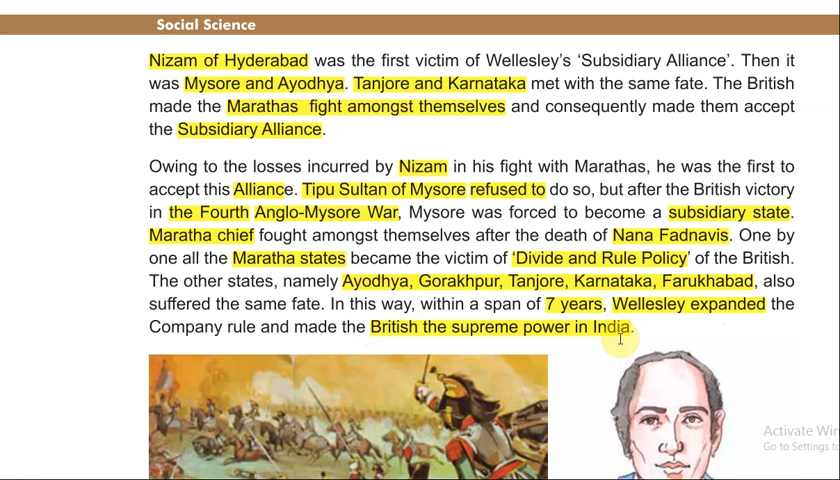 Social Science
Nizam of Hyderabad was the first victim of Wellesley's 'Subsidiary Alliance'. Then it
was Mysore and Ayodhya. Tanjore and Karnataka met with the same fate. The British
made the Marathas fight amongst themselves and consequently made them accept
the Subsidiary Alliance.
Owing to the losses incurred by Nizam in his fight with Marathas, he was the first to
accept this Alliance. Tipu Sultan of Mysore refused to do so, but after the British victory
in the Fourth Anglo-Mysore War, Mysore was forced to become a subsidiary state.
Maratha chief fought amongst themselves after the death of Nana Fadnavis. One by
one all the Maratha states became the victim of 'Divide and Rule Policy' of the British.
The other states, namely Ayodhya, Gorakhpur, Tanjore, Karnataka, Farukhabad, also
suffered the same fate. In this way, within a span of 7 years, Wellesley expanded the
Company rule and made the British the supreme power in India.
Activate Win
Go to Settings to